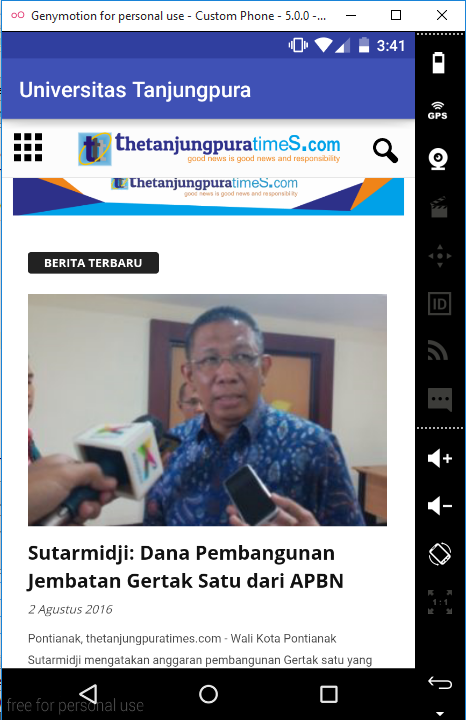 Genymotion for personal use - Custom Phone - 5.0.0 -...
3:41
Universitas Tanjungpura
GPS
thetanjungpuratimeS.com
good news is good news and responsibility
thetanjungpuratimeS.com
good news is good news and responsibility
BERITA TERBARU
ID
Sutarmidji: Dana Pembangunan
Jembatan Gertak Satu dari APBN
2 Agustus 2016
Pontianak, thetanjungpuratimes.com - Wali Kota Pontianak
Sutarmidji mengatakan anggaran pembangunan Gertak satu yang
1:1
free for personal use